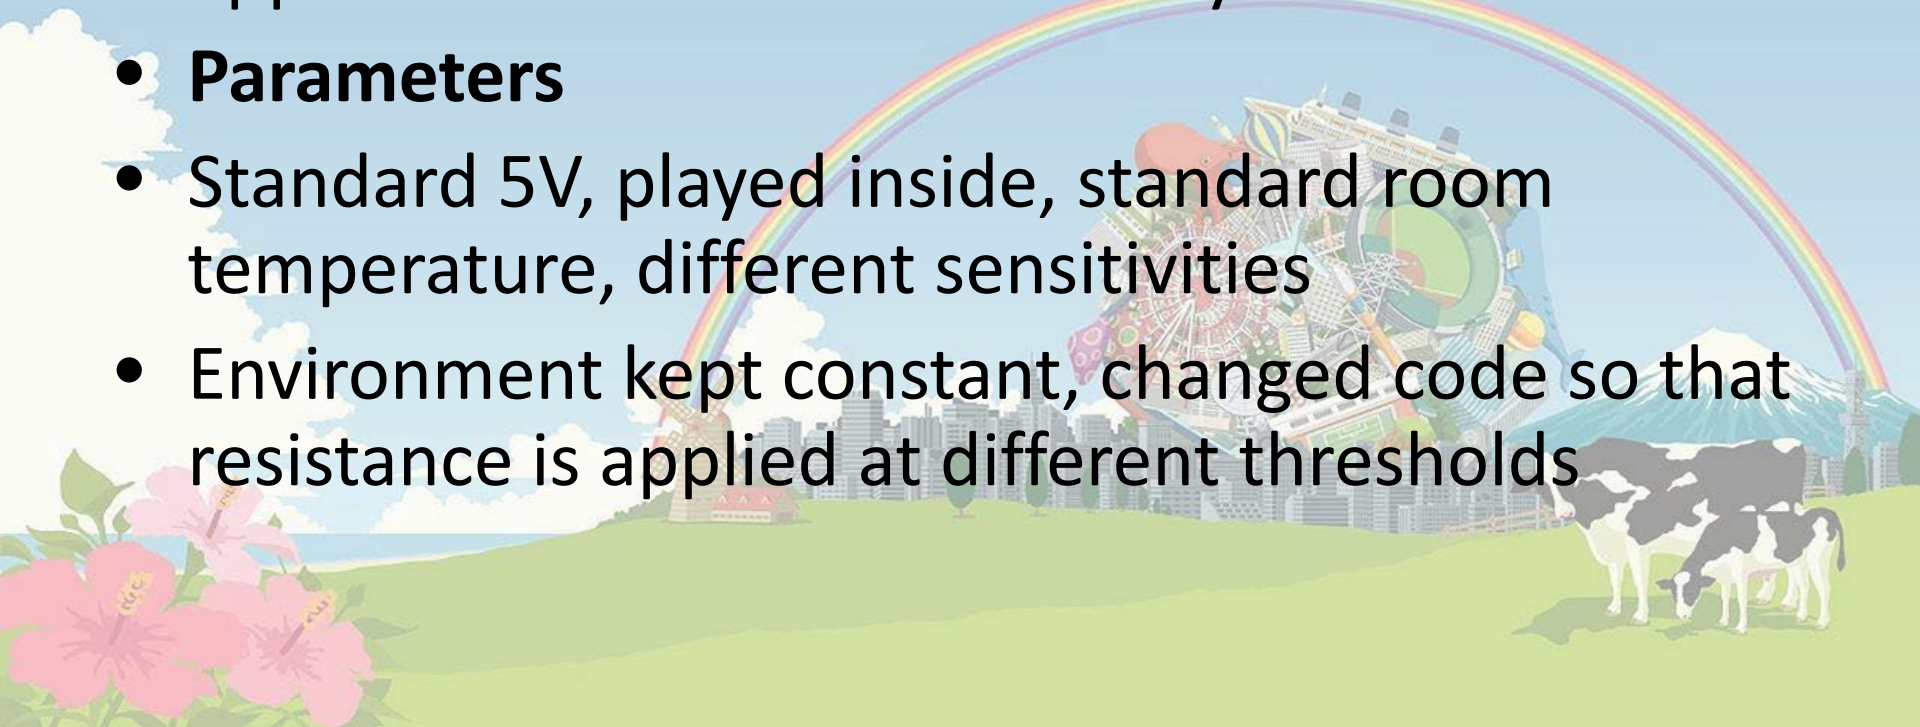 • Parameters
• Standard 5V, played inside, standard room
temperature, different sensitivities
• Environment kept constant, changed code so that
resistance is applied at different thresholds